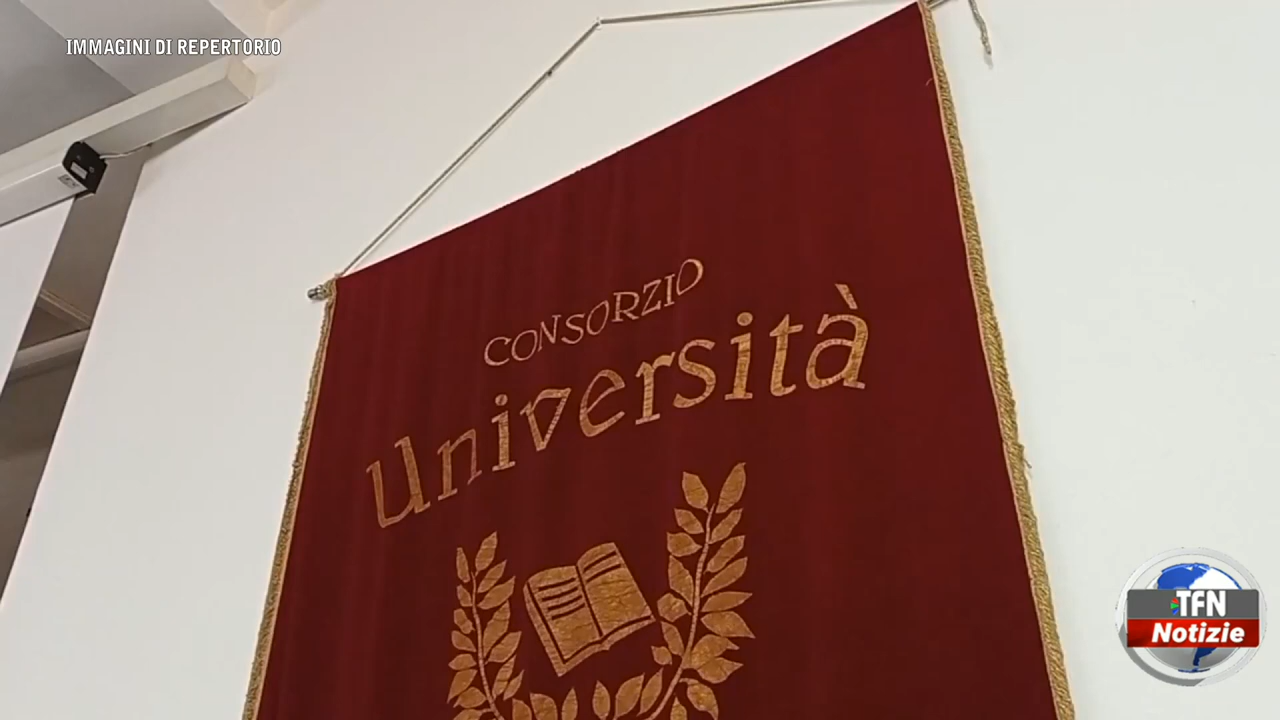 IMMAGINI DI REPERTORIO
CONSORZIO
Università
TFN
Notizie